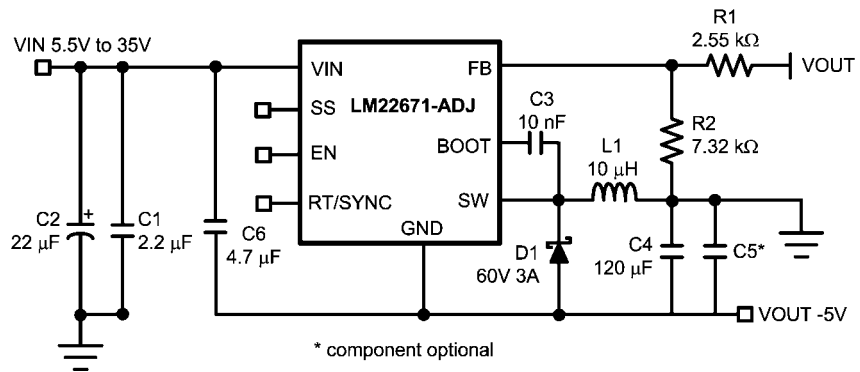 VIN 5.5V to 35V
R1
2.55 kΩ
VOUT
VIN
FB
LM22671-ADJ
SS
C3
10 nF
EN
BOOT
R2
7.32 kΩ
L1
10 μH
RT/SYNC
SW
GND
C2
+
22 μF
C1
2.2 μF
C6
4.7 μF
D1
60V 3A
C4
120 μF
C5*
VOUT -5V
* component optional